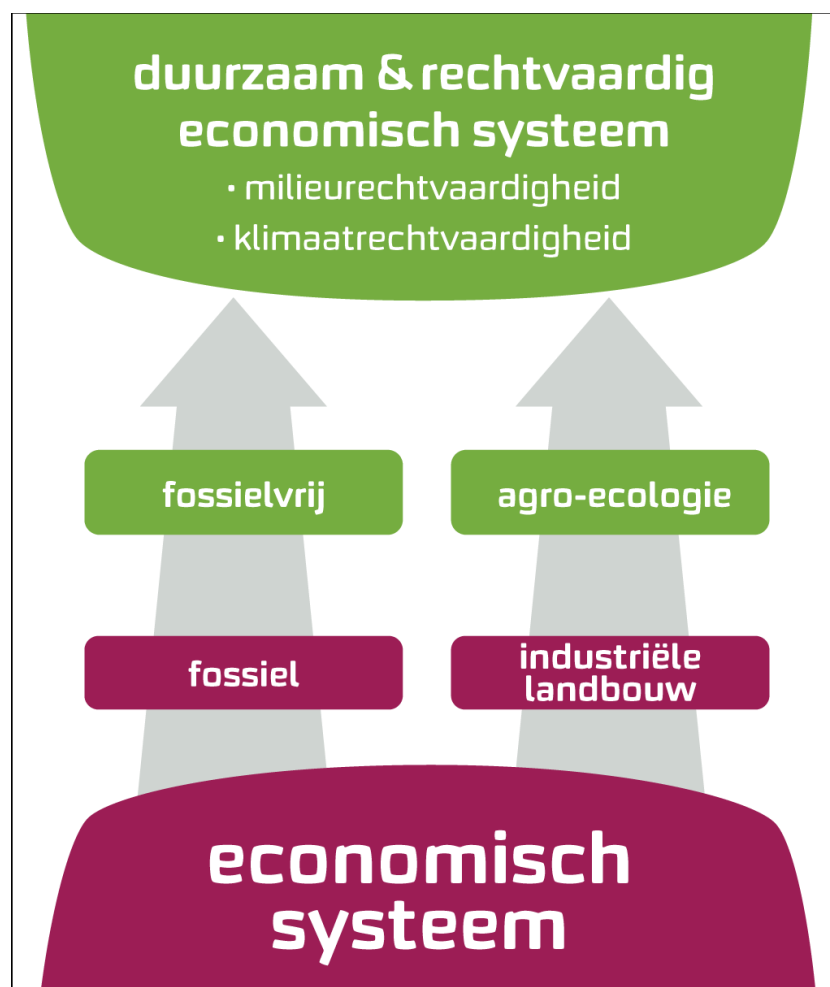 duurzaam & rechtvaardig
economisch systeem
· milieurechtvaardigheid
· klimaatrechtvaardigheid
fossielvrij
agro-ecologie
fossiel
industriële
landbouw
economisch
systeem